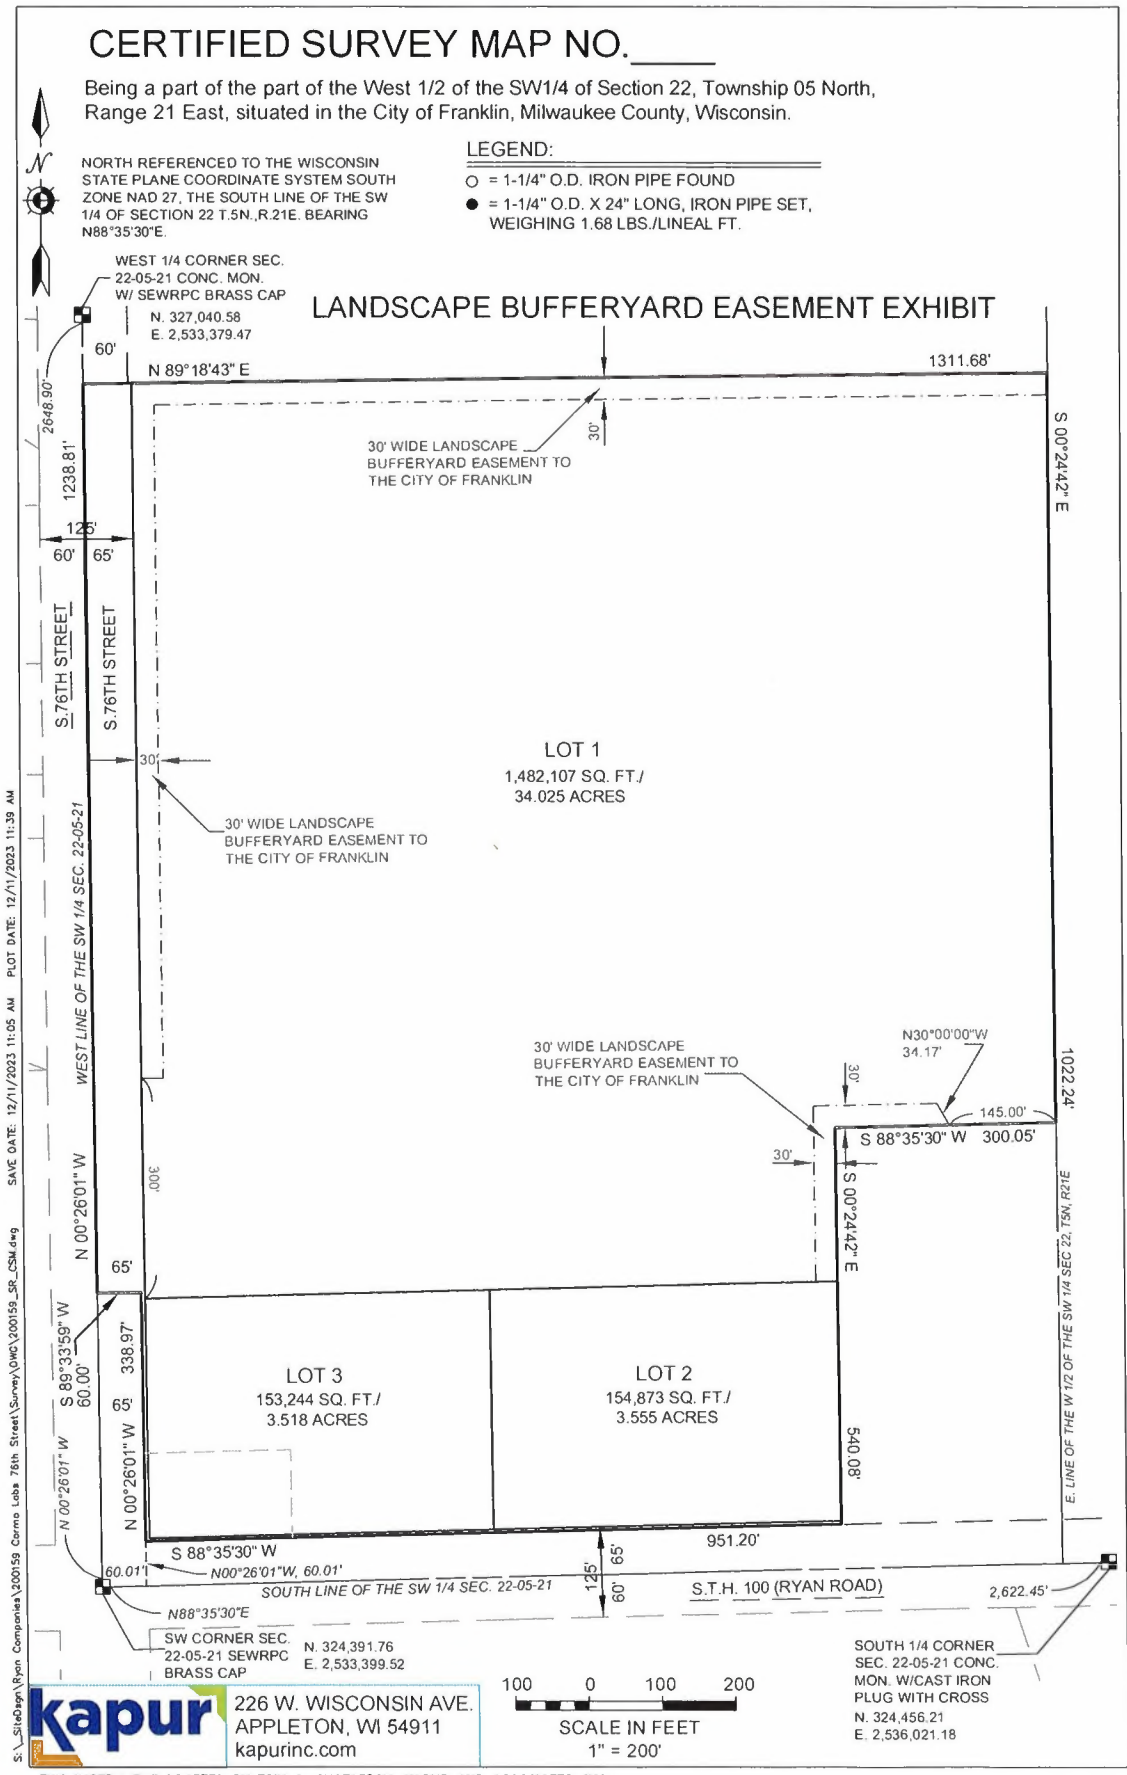 CERTIFIED SURVEY MAP NO.
Being a part of the part of the West 1/2 of the SW1/4 of Section 22, Township 05 North,
Range 21 East, situated in the City of Franklin, Milwaukee County, Wisconsin.
N
NORTH REFERENCED TO THE WISCONSIN
STATE PLANE COORDINATE SYSTEM SOUTH
ZONE NAD 27, THE SOUTH LINE OF THE SW
1/4 OF SECTION 22 T.5N.,R.21E. BEARING
N88°35'30"E.
LEGEND:
= 1-1/4" O.D. IRON PIPE FOUND
= 1-1/4" O.D. X 24" LONG, IRON PIPE SET,
WEIGHING 1.68 LBS./LINEAL FT.
WEST 1/4 CORNER SEC.
22-05-21 CONC. MON.
W/ SEWRPC BRASS CAP
N. 327,040.58
E. 2,533,379.47
LANDSCAPE BUFFERYARD EASEMENT EXHIBIT
60'
N 89°18'43" E
1311.68'
2648.90'
1238.81'
30' WIDE LANDSCAPE
BUFFERYARD EASEMENT TO
THE CITY OF FRANKLIN
30'
S 00°24'42" E
125'
60'
65'
S.76TH STREET
S.76TH STREET
30'
LOT 1
1,482,107 SQ. FT./
34.025 ACRES
30' WIDE LANDSCAPE
BUFFERYARD EASEMENT TO
THE CITY OF FRANKLIN
WEST LINE OF THE SW 1/4 SEC. 22-05-21
30' WIDE LANDSCAPE
BUFFERYARD EASEMENT TO
THE CITY OF FRANKLIN
N30°00'00"W
34.17'
30'
145.00'
1022.24'
S 88°35'30" W 300.05'
30'
S 00°24'42" E
300'
N 00°26'01" W
65'
E. LINE OF THE W 1/2 OF THE SW 1/4 SEC 22, T5N, R21E
S 89°33'59" W
60.00'
338.97'
65'
N 00°26'01" W
N 00°26'01" W
LOT 3
153,244 SQ. FT./
3.518 ACRES
LOT 2
154,873 SQ. FT./
3.555 ACRES
540.08'
S 88°35'30" W
951.20'
60.01'
N00°26'01"W, 60.01'
SOUTH LINE OF THE SW 1/4 SEC. 22-05-21
125'
65'
60'
S.T.H. 100 (RYAN ROAD)
2,622.45'
N88°35'30"E
SW CORNER SEC.
22-05-21 SEWRPC
BRASS CAP
N. 324,391.76
E. 2,533,399.52
SOUTH 1/4 CORNER
SEC. 22-05-21 CONC.
MON. W/CAST IRON
PLUG WITH CROSS
N. 324,456.21
E. 2,536,021.18
kapur
226 W. WISCONSIN AVE.
APPLETON, WI 54911
kapurinc.com
100 0 100 200
SCALE IN FEET
1" = 200'
SAVE DATE: 12/11/2023 11:05 AM PLOT DATE: 12/11/2023 11:39 AM